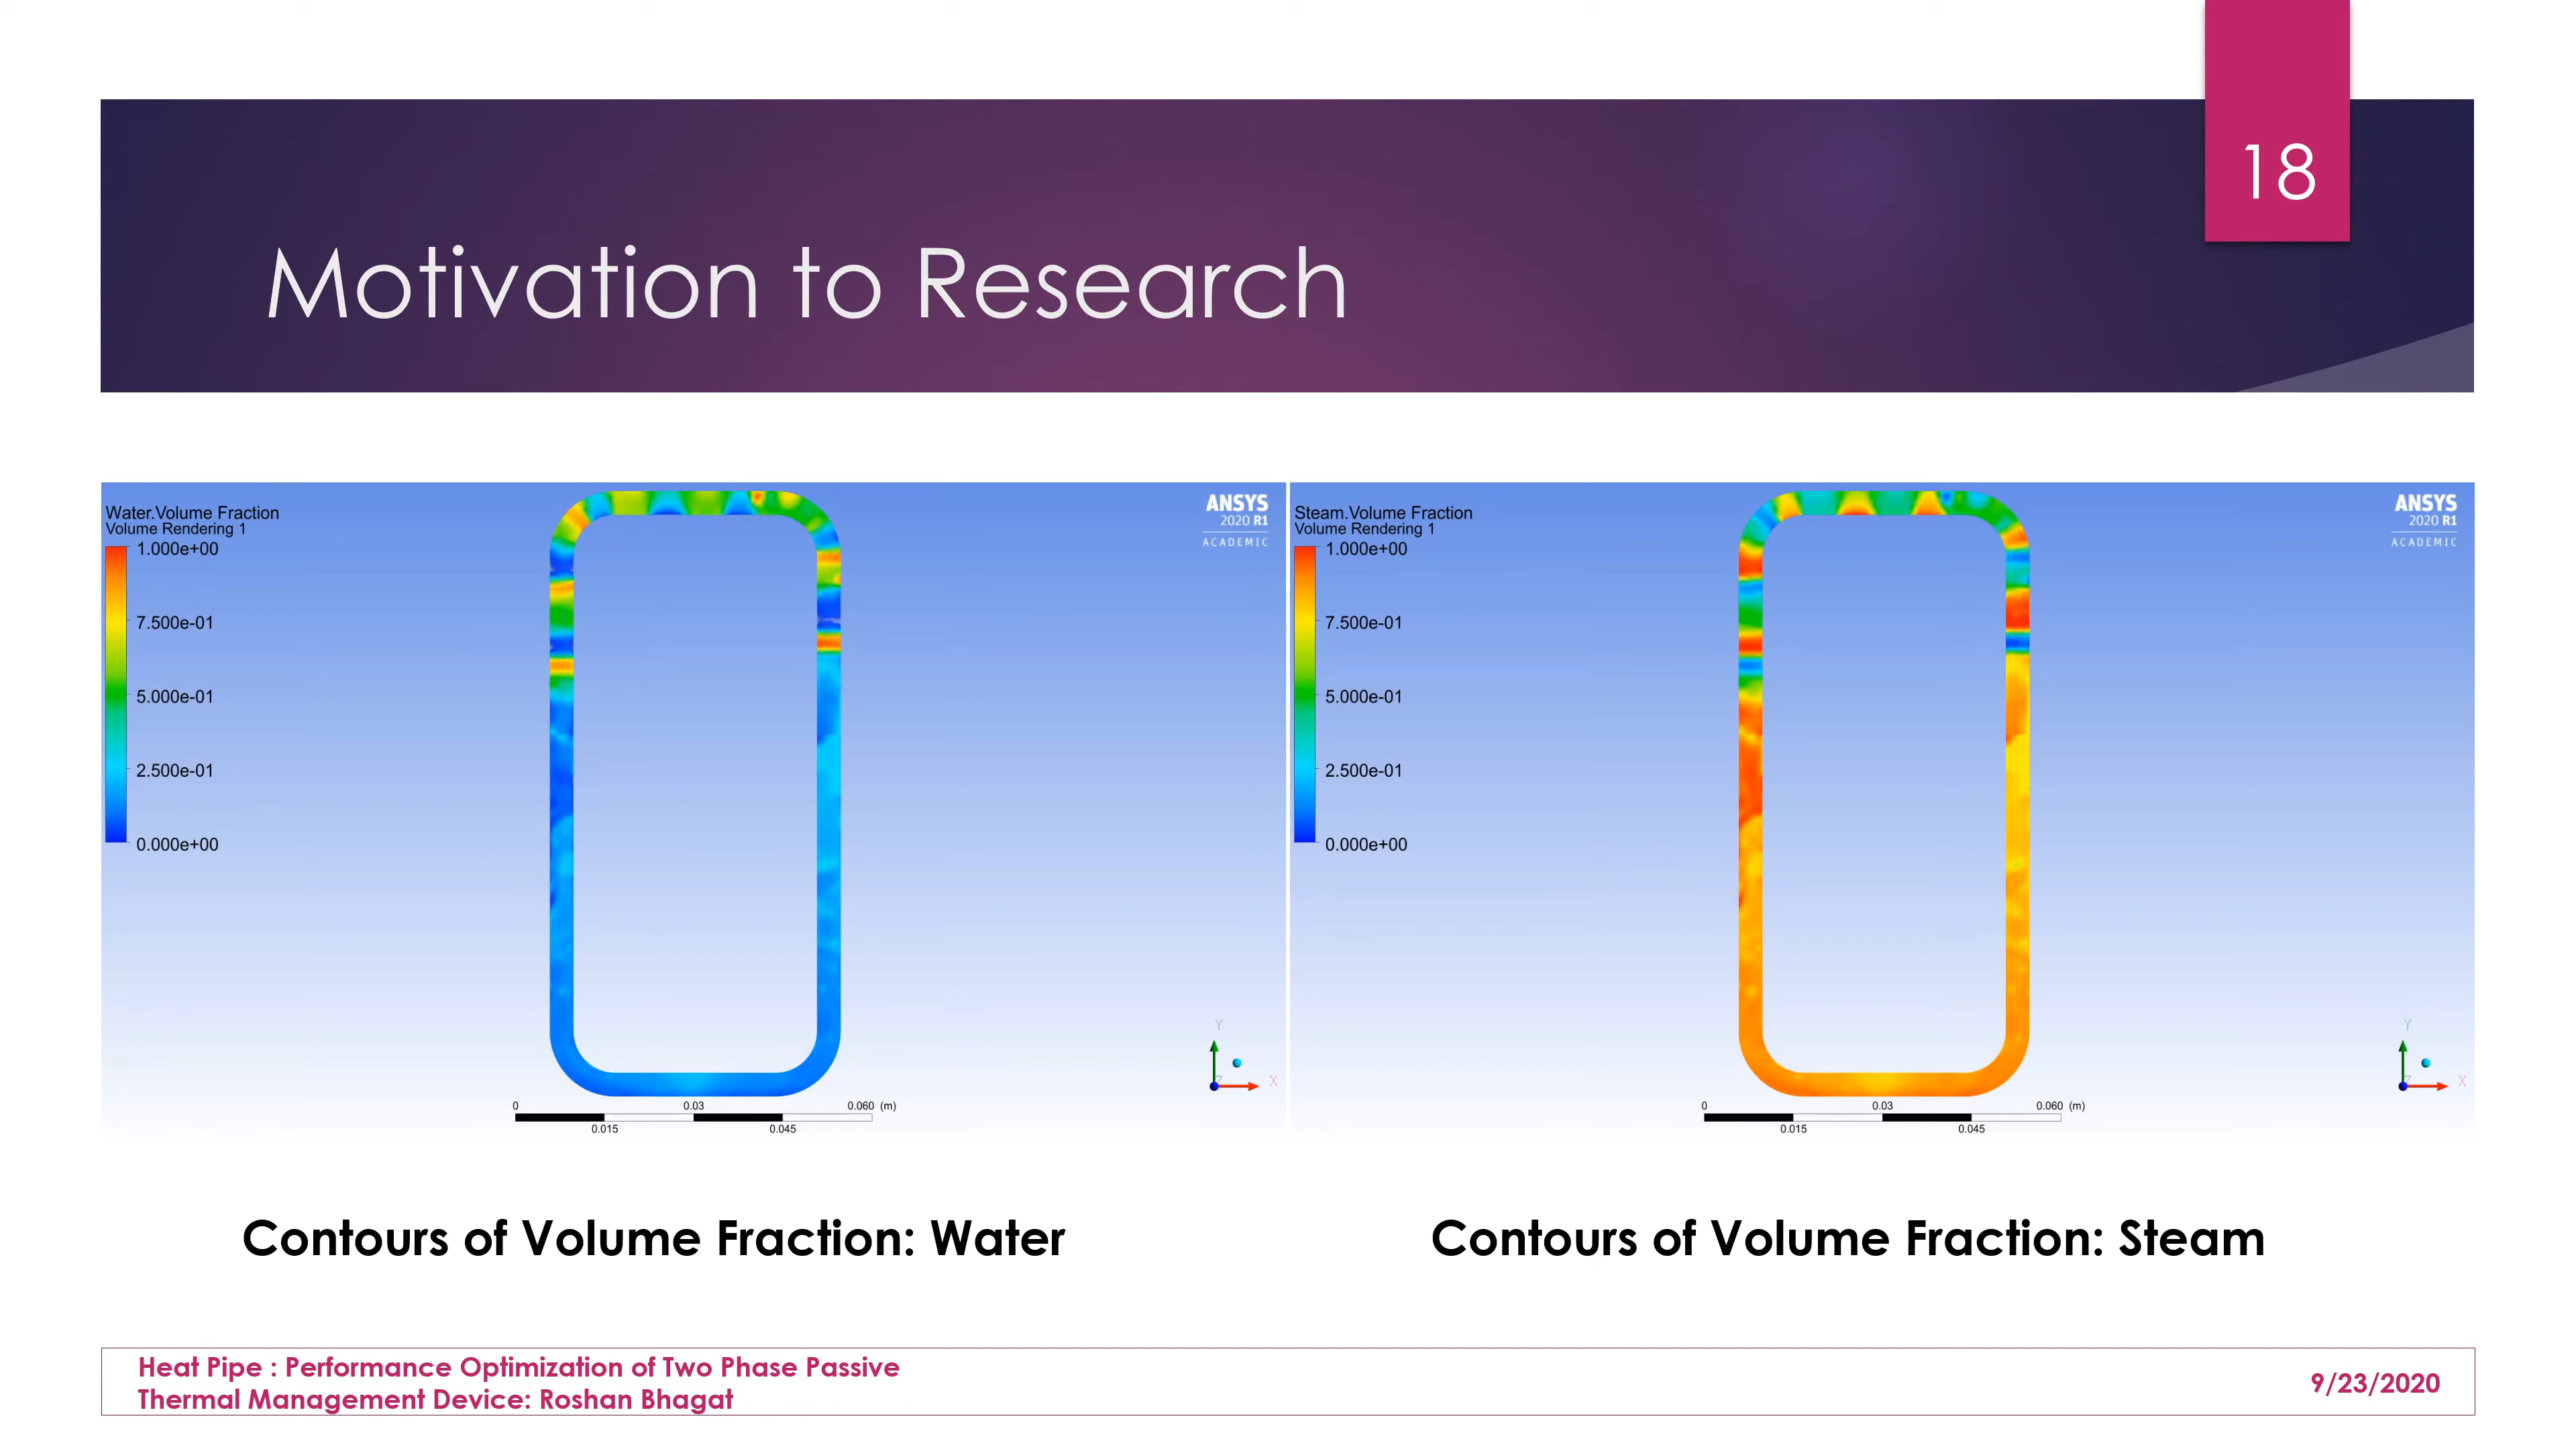 18
Motivation to Research
Water.Volume Fraction
Volume Rendering 1
1.000e+00
7.500e-01
5.000e-01
2.500e-01
0.000e+00
ANSYS
2020 R1
ACADEMIC
Y
Z
X
0 0.03 0.060 (m)
0.015 0.045
Steam.Volume Fraction
Volume Rendering 1
1.000e+00
7.500e-01
5.000e-01
2.500e-01
0.000e+00
ANSYS
2020 R1
ACADEMIC
Y
Z
X
0 0.03 0.060 (m)
0.015 0.045
Contours of Volume Fraction: Water
Contours of Volume Fraction: Steam
Heat Pipe : Performance Optimization of Two Phase Passive
Thermal Management Device: Roshan Bhagat
9/23/2020